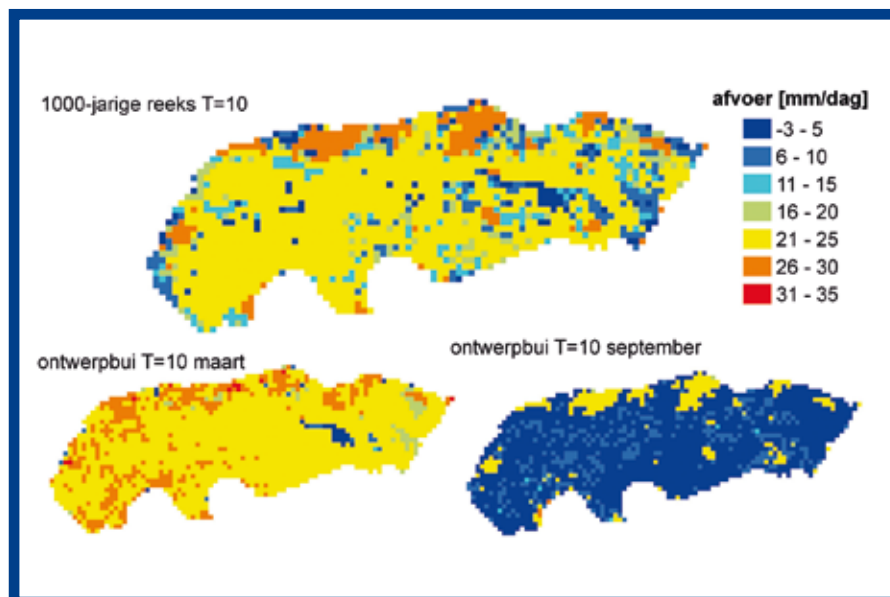 1000-jarige reeks T=10
afvoer [mm/dag]
-3 - 5
6 - 10
11 - 15
16 - 20
21 - 25
26 - 30
31 - 35
ontwerpbui T=10 maart
ontwerpbui T=10 september